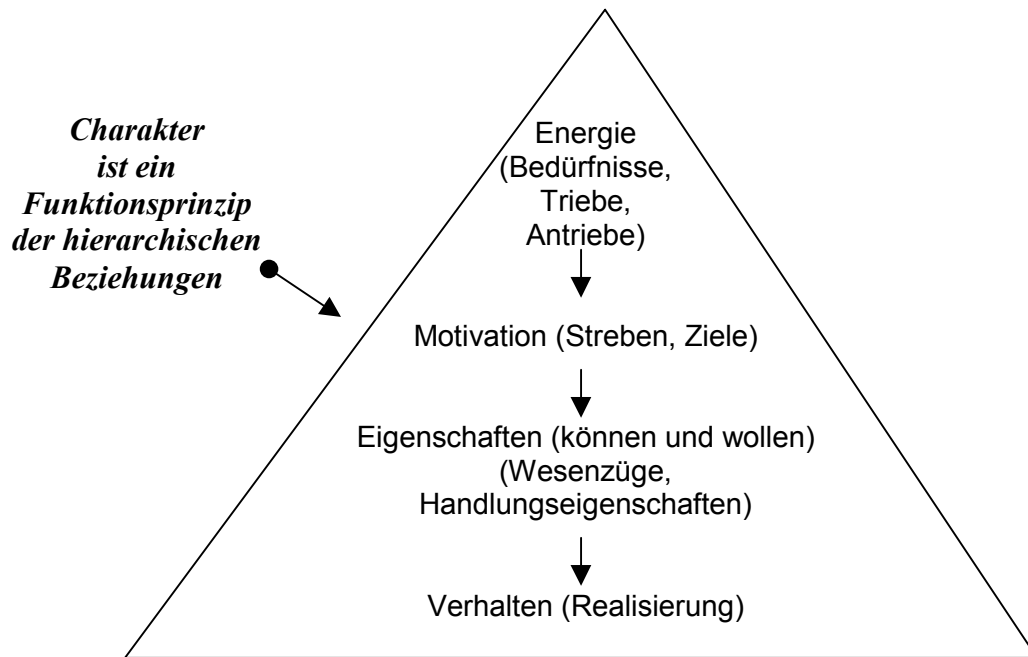 Charakter
ist ein
Funktionsprinzip
der hierarchischen
Beziehungen
Energie
(Bedürfnisse,
Triebe,
Antriebe)
Motivation (Streben, Ziele)
Eigenschaften (können und wollen)
(Wesenzüge,
Handlungseigenschaften)
Verhalten (Realisierung)